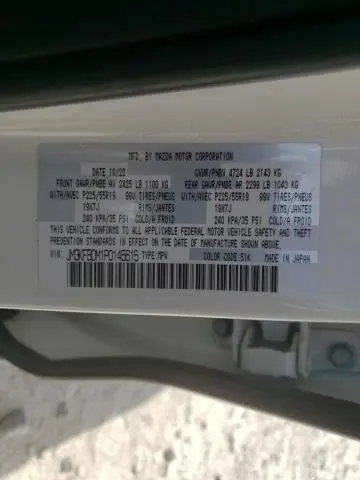 MFD. BY MAZDA MOTOR CORPORATION
DATE 10/22 GVWR/PNBV 4724 LB 2143 KG
FRONT GAWR/PNBE AV 2425 LB 1100 KG REAR GAWR/PNBE AR 2299 LB 1043 KG
WITH/AVEC P225/55R19 99V TIRES/PNEUS WITH/AVEC P225/55R19 99V TIRES/PNEUS
19X7J RIMS/JANTES 19X7J RIMS/JANTES
240 KPA/35 PSI COLD/A FROID 240 KPA/35 PSI COLD/A FROID
THIS VEHICLE CONFORMS TO ALL APPLICABLE FEDERAL MOTOR VEHICLE SAFETY, BUMPER,
AND THEFT PREVENTION STANDARDS IN EFFECT ON THE DATE OF MANUFACTURE SHOWN ABOVE.
VIN: JM3KFBDM1P0145615 TYPE:MPV COLOR CODE:51K MADE IN JAPAN